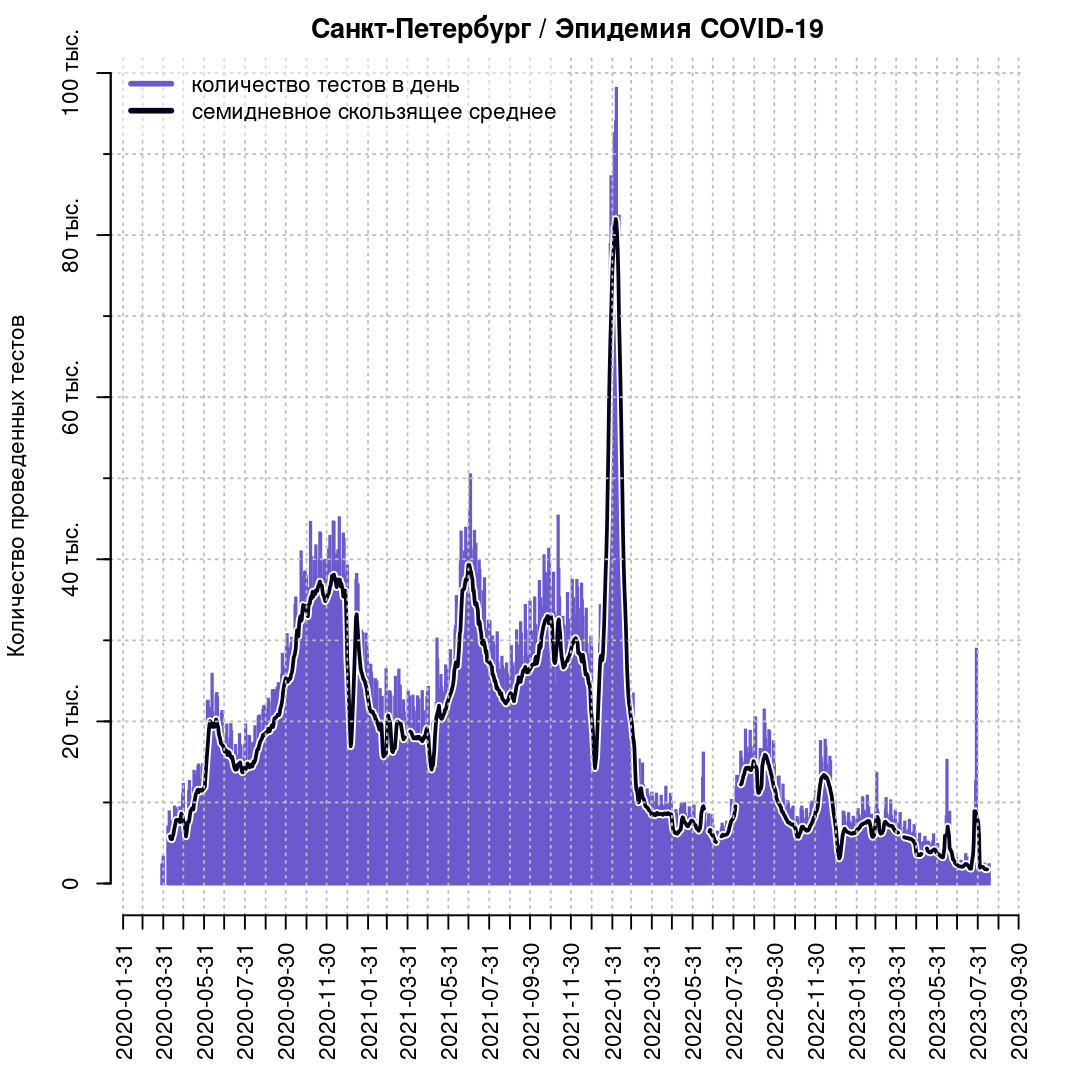 Санкт-Петербург / Эпидемия COVID-19
количество тестов в день
семидневное скользящее среднее
Количество проведенных тестов
100 тыс.
80 тыс.
60 тыс.
40 тыс.
20 тыс.
0
2020-01-31
2020-03-31
2020-05-31
2020-07-31
2020-09-30
2020-11-30
2021-01-31
2021-03-31
2021-05-31
2021-07-31
2021-09-30
2021-11-30
2022-01-31
2022-03-31
2022-05-31
2022-07-31
2022-09-30
2022-11-30
2023-01-31
2023-03-31
2023-05-31
2023-07-31
2023-09-30